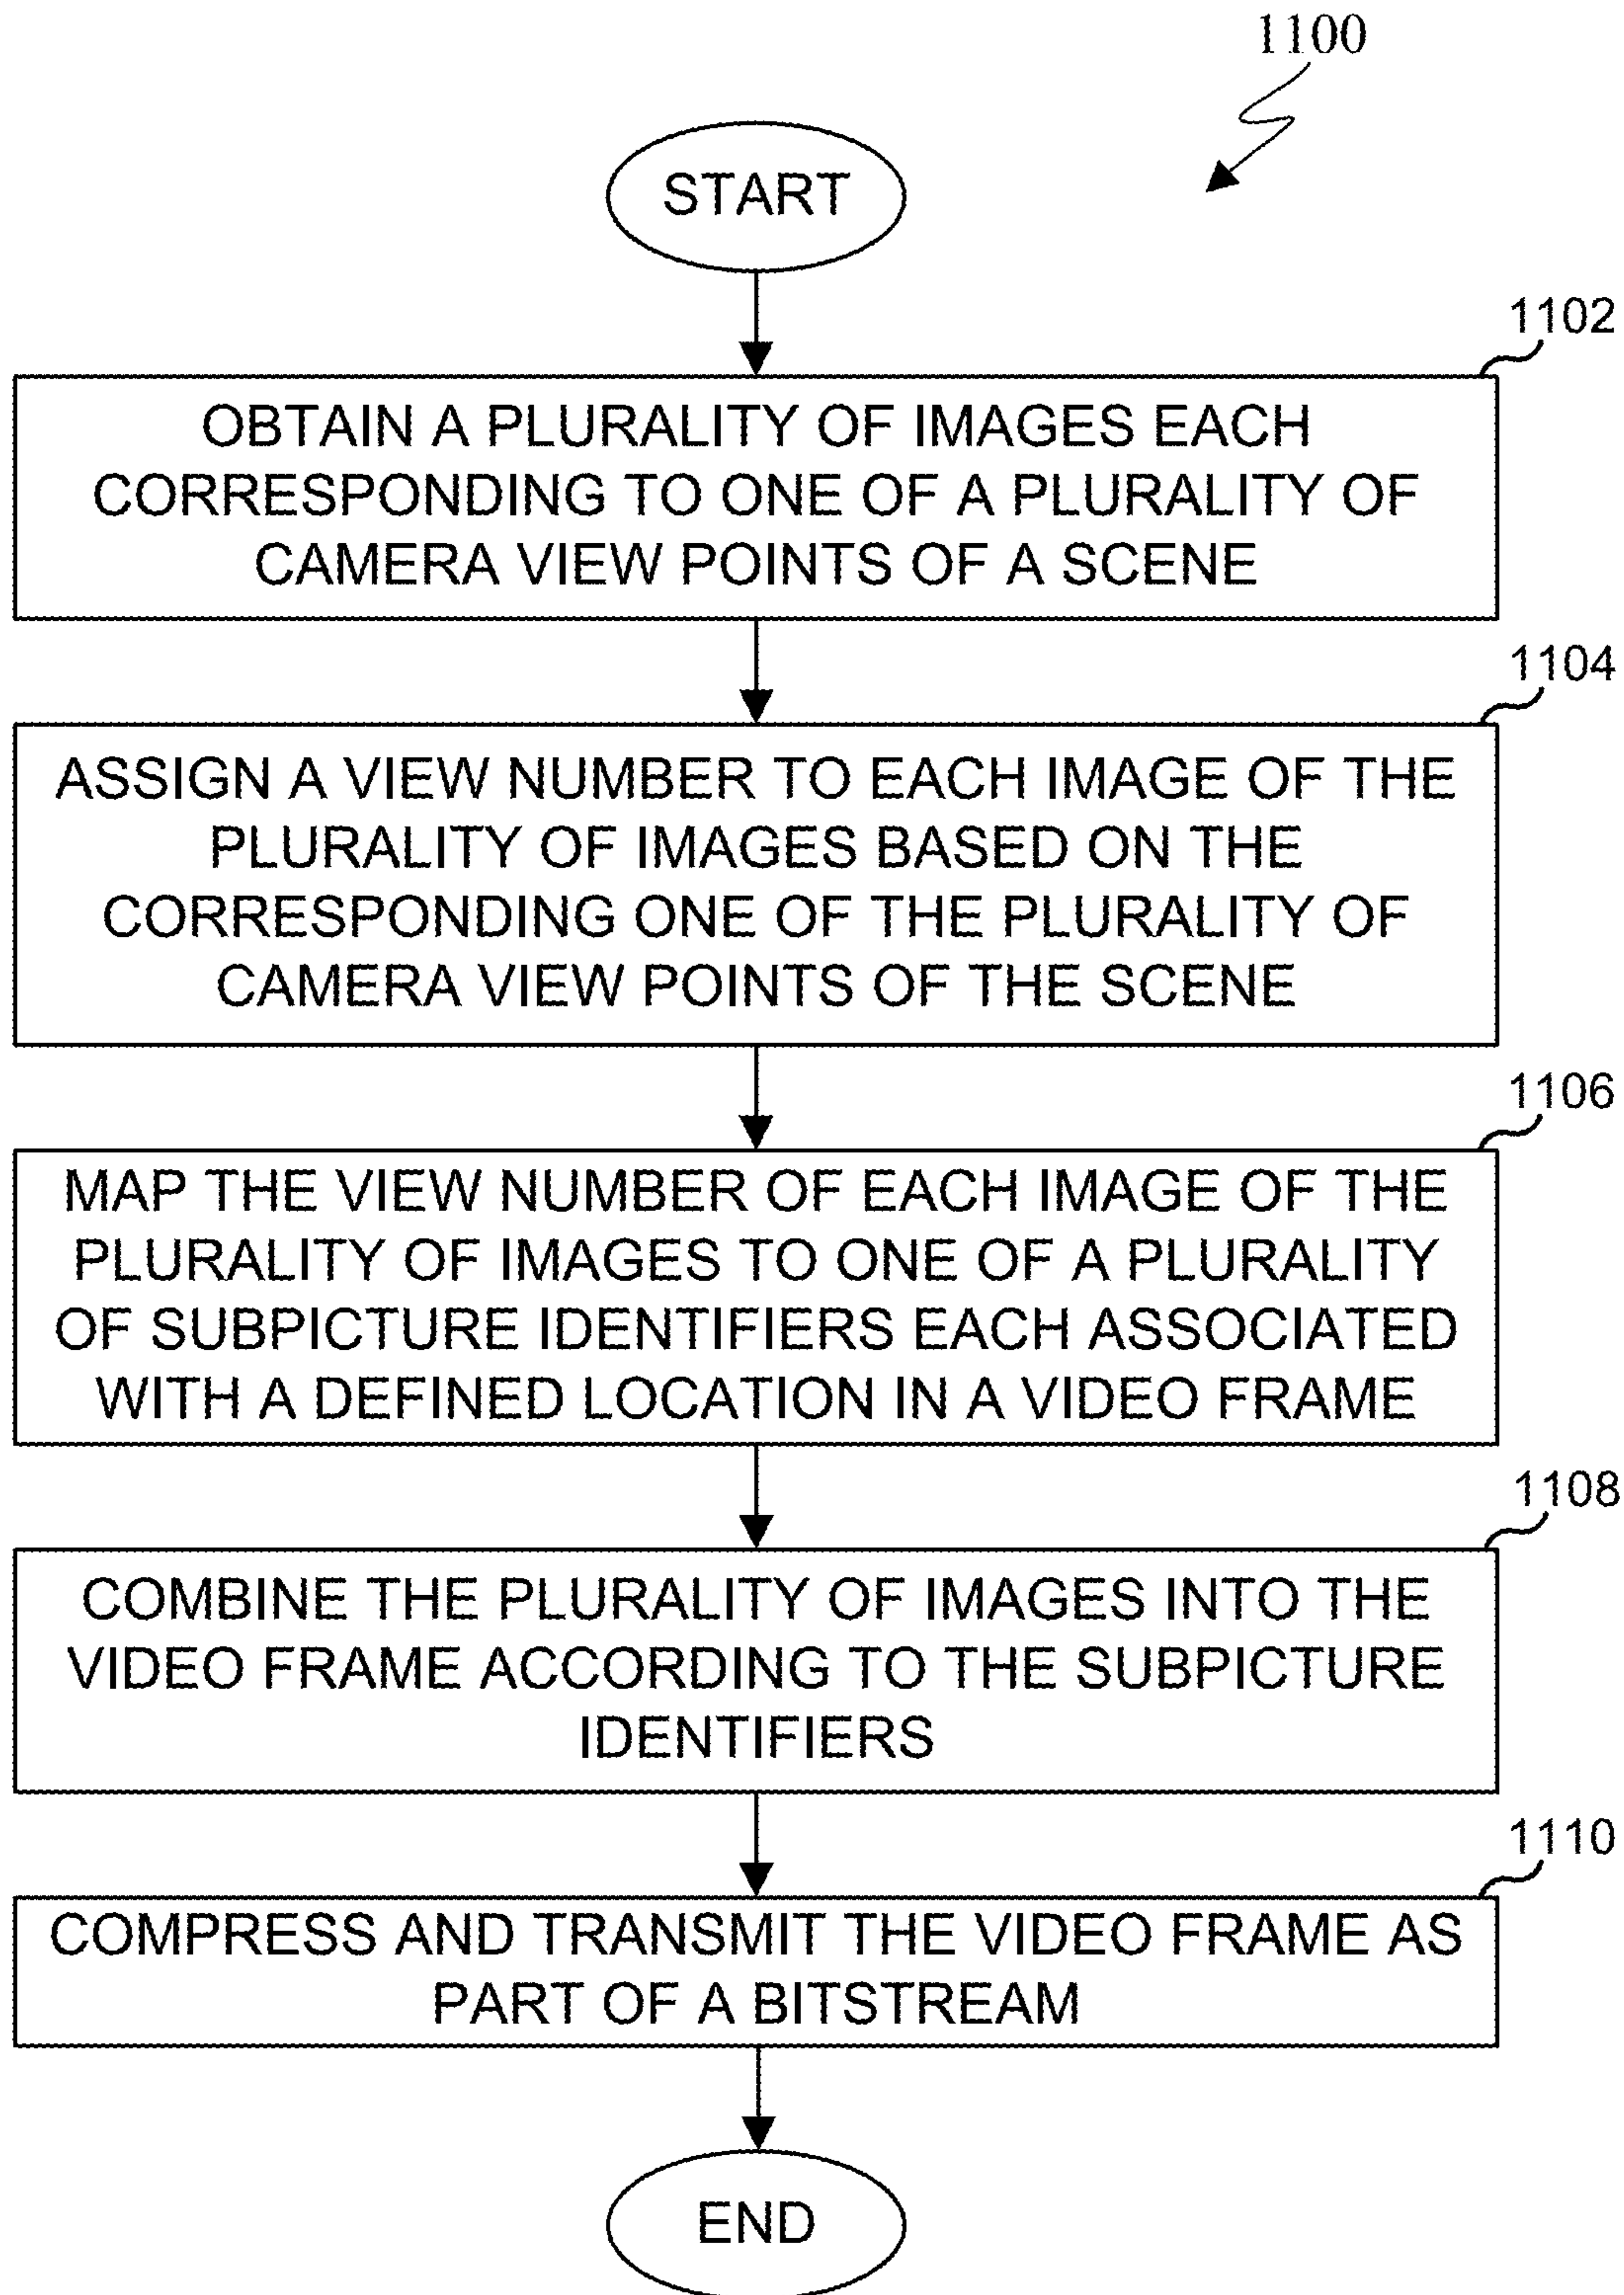 1100
START
1102
OBTAIN A PLURALITY OF IMAGES EACH
CORRESPONDING TO ONE OF A PLURALITY OF
CAMERA VIEW POINTS OF A SCENE
1104
ASSIGN A VIEW NUMBER TO EACH IMAGE OF THE
PLURALITY OF IMAGES BASED ON THE
CORRESPONDING ONE OF THE PLURALITY OF
CAMERA VIEW POINTS OF THE SCENE
1106
MAP THE VIEW NUMBER OF EACH IMAGE OF THE
PLURALITY OF IMAGES TO ONE OF A PLURALITY
OF SUBPICTURE IDENTIFIERS EACH ASSOCIATED
WITH A DEFINED LOCATION IN A VIDEO FRAME
1108
COMBINE THE PLURALITY OF IMAGES INTO THE
VIDEO FRAME ACCORDING TO THE SUBPICTURE
IDENTIFIERS
1110
COMPRESS AND TRANSMIT THE VIDEO FRAME AS
PART OF A BITSTREAM
END